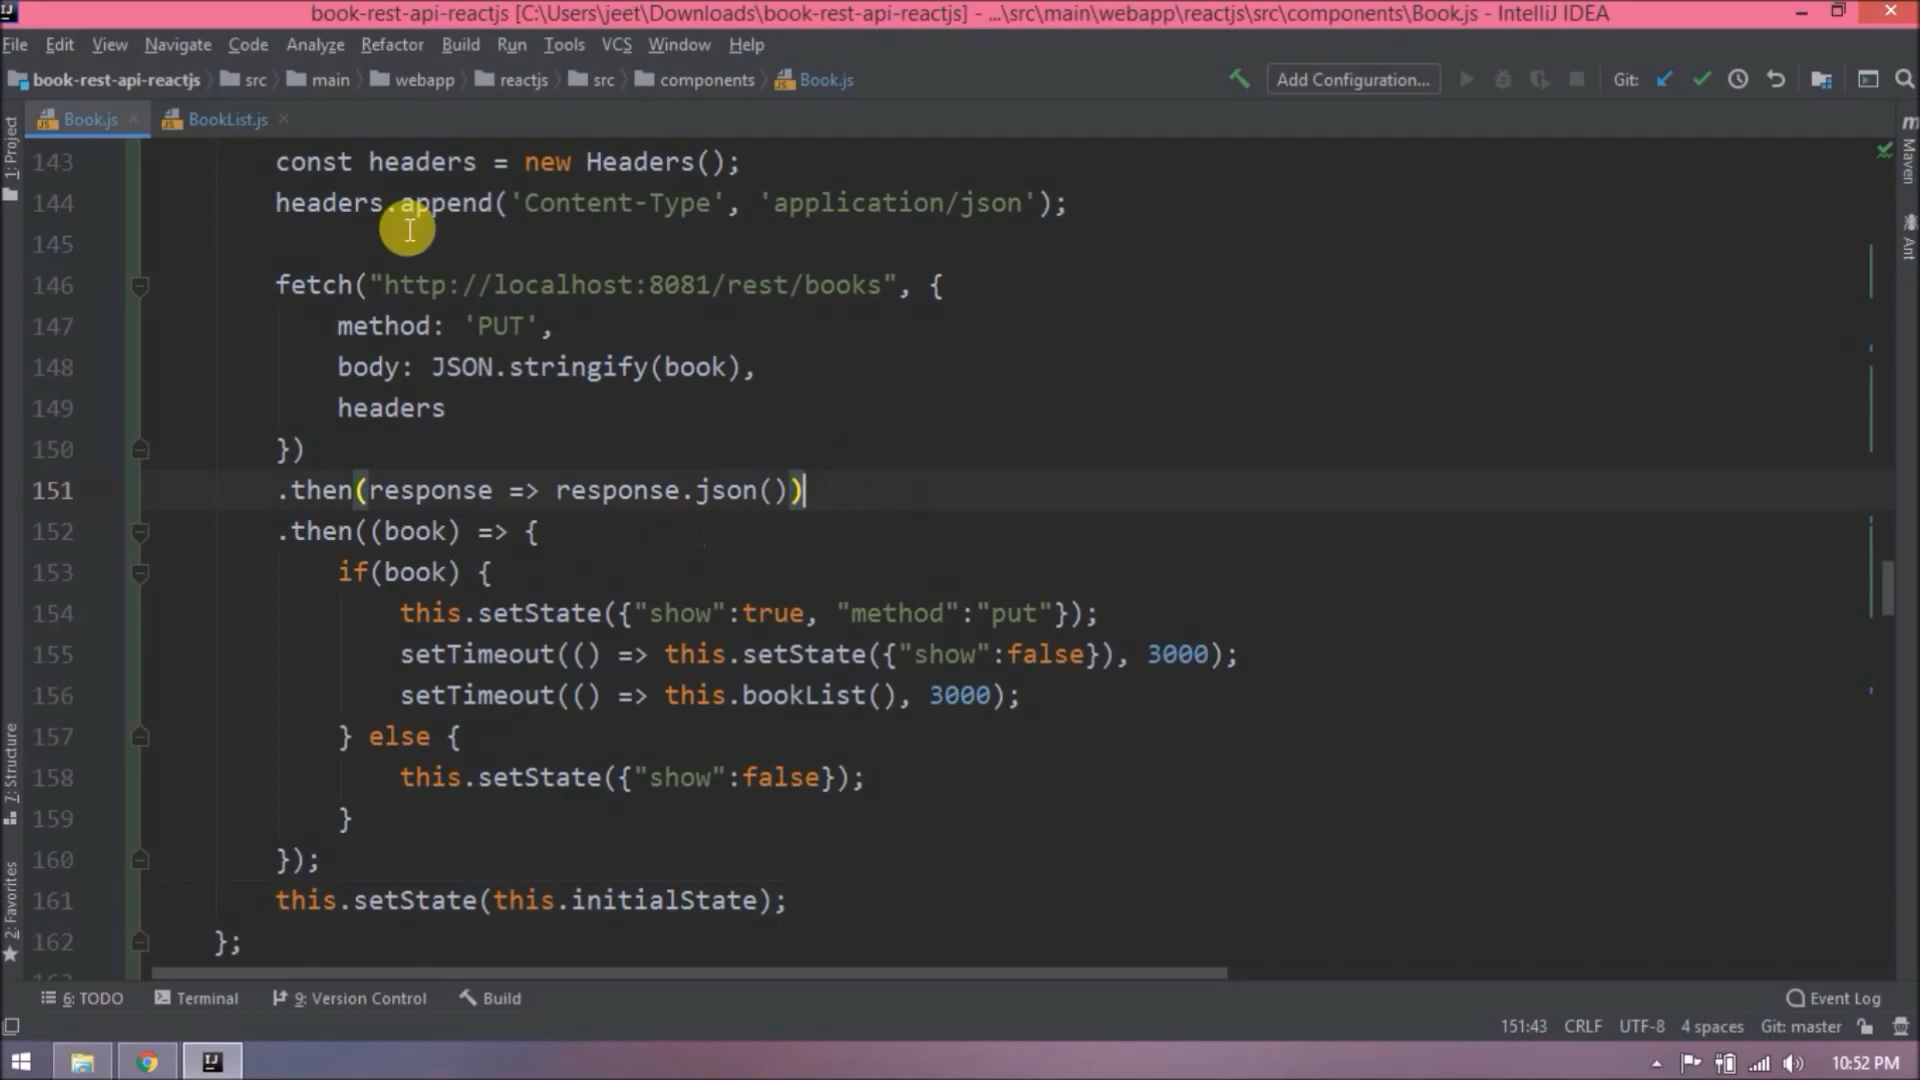 book-rest-api-reactjs [C:\Users\jeet\Downloads\book-rest-api-reactjs] - ...\src\main\webapp\reactjs\src\components\Book.js - IntelliJ IDEA
File Edit View Navigate Code Analyze Refactor Build Run Tools VCS Window Help
book-rest-api-reactjs src main webapp reactjs src components Book.js Add Configuration... Git:
Book.js BookList.js
1: Project
Maven
Ant
7: Structure
2: Favorites
143 const headers = new Headers();
144 headers.append('Content-Type', 'application/json');
145
146 fetch("http://localhost:8081/rest/books", {
147 method: 'PUT',
148 body: JSON.stringify(book),
149 headers
150 })
151 .then(response => response.json())
152 .then((book) => {
153 if(book) {
154 this.setState({"show":true, "method":"put"});
155 setTimeout(() => this.setState({"show":false}), 3000);
156 setTimeout(() => this.bookList(), 3000);
157 } else {
158 this.setState({"show":false});
159 }
160 });
161 this.setState(this.initialState);
162 };
6: TODO Terminal 9: Version Control Build Event Log
151:43 CRLF UTF-8 4 spaces Git: master
10:52 PM